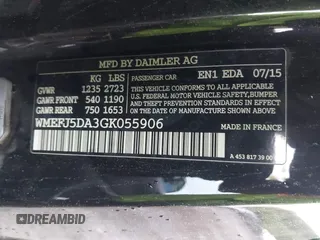 MFD BY DAIMLER AG
KG LBS PASSENGER CAR EN1 EDA 07/15
GVWR 1235 2723
GAWR FRONT 540 1190
GAWR REAR 750 1653
THIS VEHICLE CONFORMS TO ALL APPLICABLE
U.S. FEDERAL MOTOR VEHICLE SAFETY, BUMPER,
AND THEFT PREVENTION STANDARDS IN EFFECT ON
THE DATE OF MANUFACTURE SHOWN ABOVE.
WMEFJ5DA3GK055906
MADE IN FRANCE
A 453 817 39 00
© DREAMBID